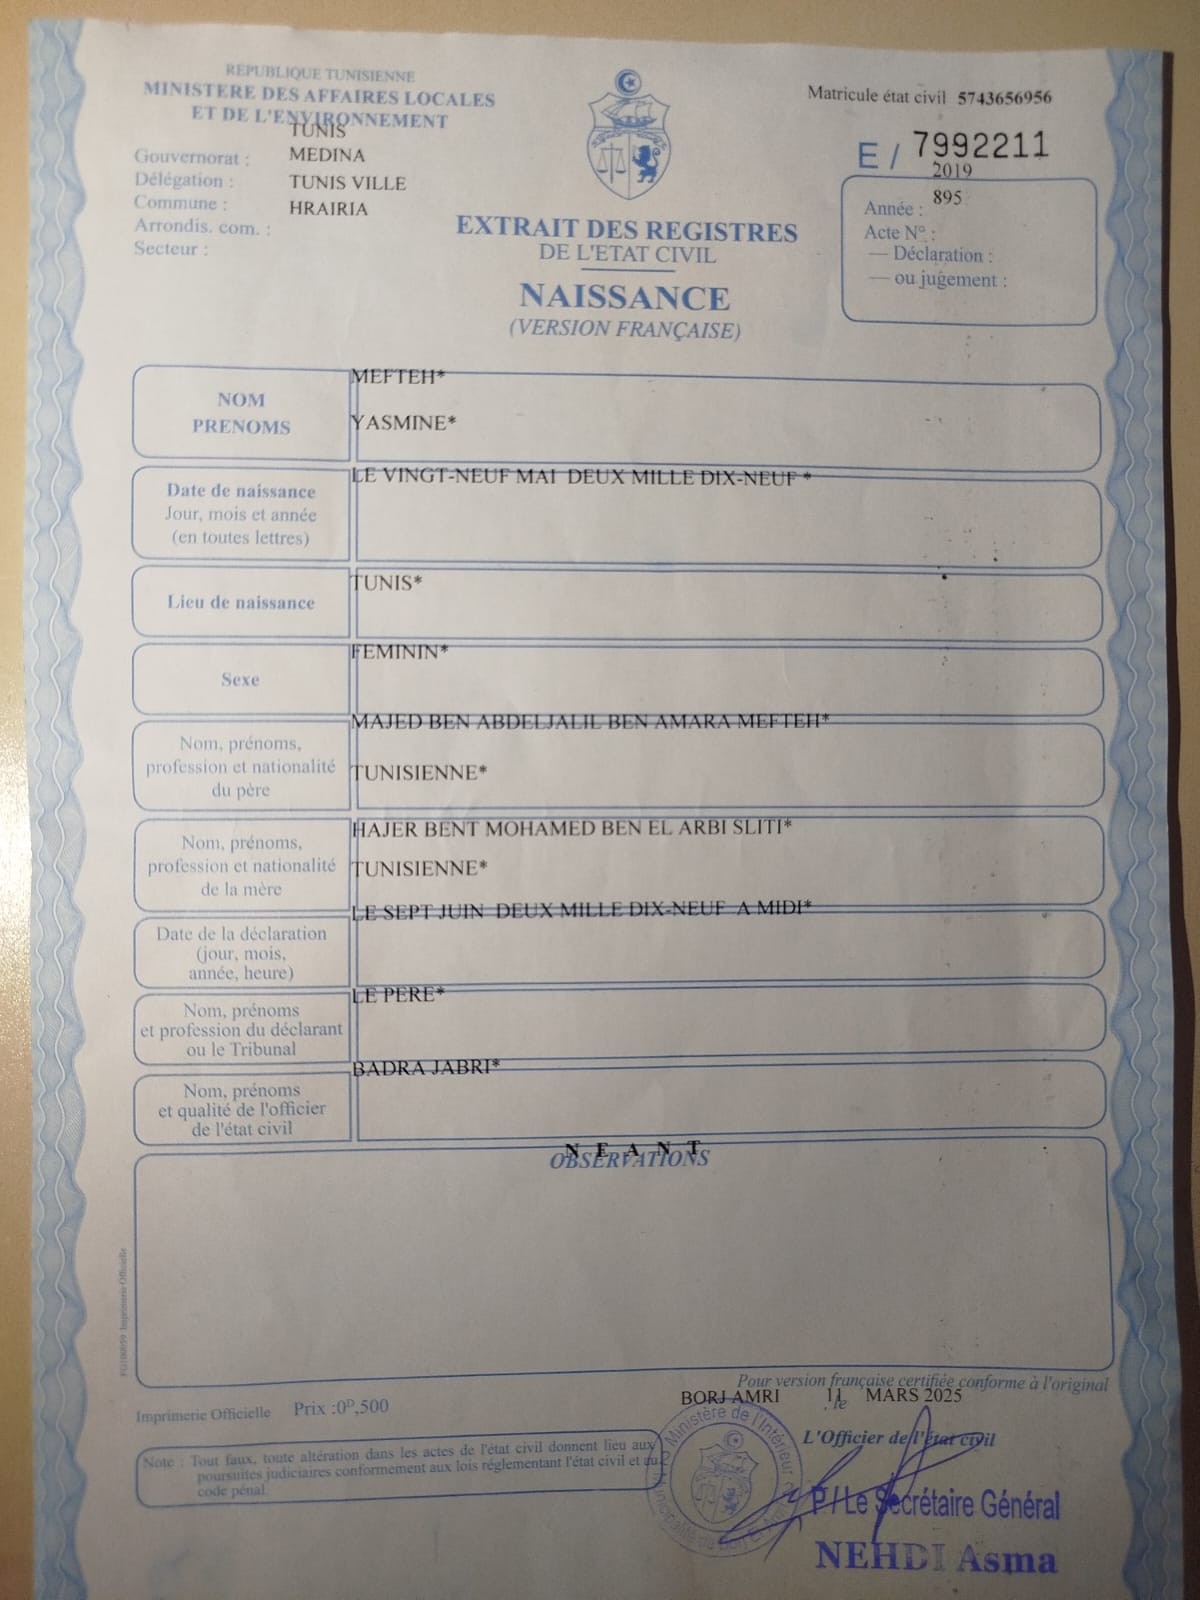 REPUBLIQUE TUNISIENNE
MINISTERE DES AFFAIRES LOCALES
ET DE L'ENVIRONNEMENT
TUNIS
Gouvernorat : MEDINA
Délégation : TUNIS VILLE
Commune : HRAIRIA
Arrondis. com. :
Secteur :
Matricule état civil 5743656956
E / 7992211
2019
Année : 895
Acte N° :
— Déclaration :
— ou jugement :
EXTRAIT DES REGISTRES
DE L'ETAT CIVIL
NAISSANCE
(VERSION FRANÇAISE)
NOM
PRENOMS
MEFTEH*
YASMINE*
Date de naissance
Jour, mois et année
(en toutes lettres)
LE VINGT-NEUF MAI DEUX MILLE DIX-NEUF *
Lieu de naissance
TUNIS*
Sexe
FEMININ*
Nom, prénoms,
profession et nationalité
du père
MAJED BEN ABDELJALIL BEN AMARA MEFTEH*
TUNISIENNE*
Nom, prénoms,
profession et nationalité
de la mère
HAJER BENT MOHAMED BEN EL ARBI SLITI*
TUNISIENNE*
Date de la déclaration
(jour, mois,
année, heure)
LE SEPT JUIN DEUX MILLE DIX-NEUF A MIDI*
Nom, prénoms
et profession du déclarant
ou le Tribunal
LE PERE*
Nom, prénoms
et qualité de l'officier
de l'état civil
BADRA JABRI*
N E A N T
OBSERVATIONS
Imprimerie Officielle
Pour version française certifiée conforme à l'original
BORJ AMRI le 11 MARS 2025
Imprimerie Officielle Prix :0ᴰ,500
L'Officier de l'état civil
Note : Tout faux, toute altération dans les actes de l'état civil donnent lieu aux
poursuites judiciaires conformement aux lois réglementant l'état civil et au
code pénal.
Ministère de l'Intérieur
P / Le Secrétaire Général
NEHDI Asma